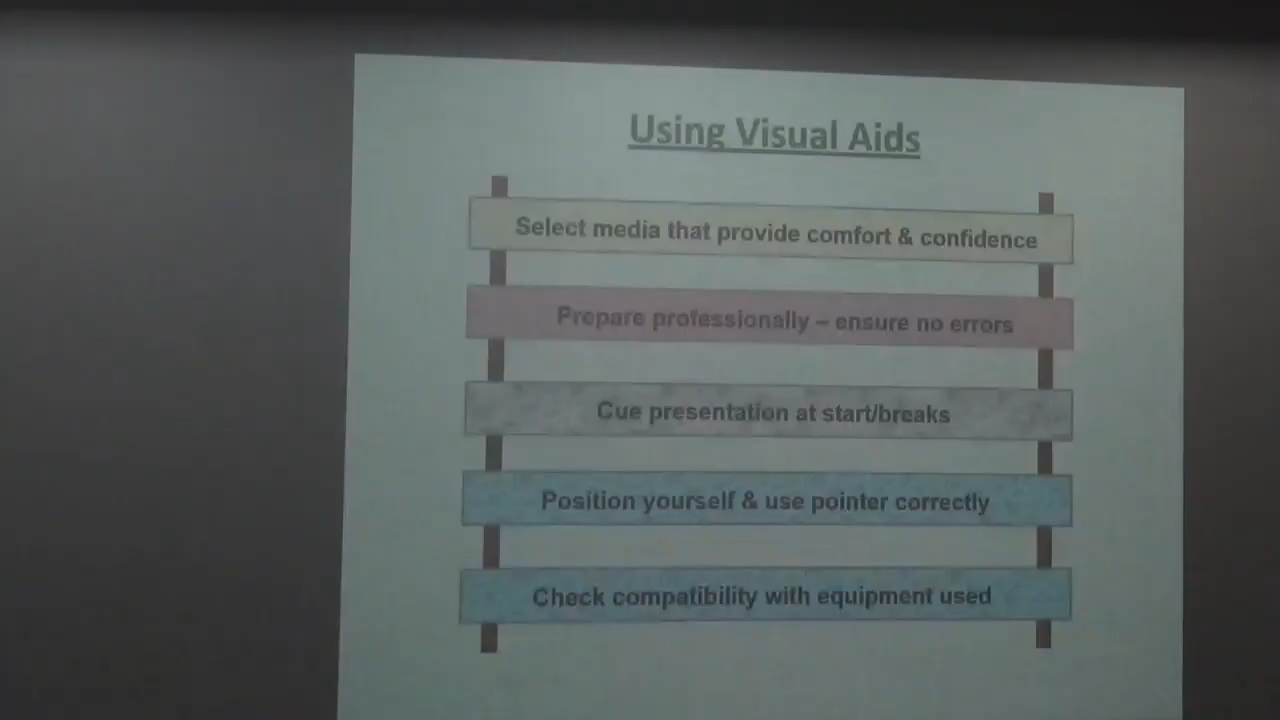 Using Visual Aids
Select media that provide comfort & confidence
Prepare professionally – ensure no errors
Cue presentation at start/breaks
Position yourself & use pointer correctly
Check compatibility with equipment used